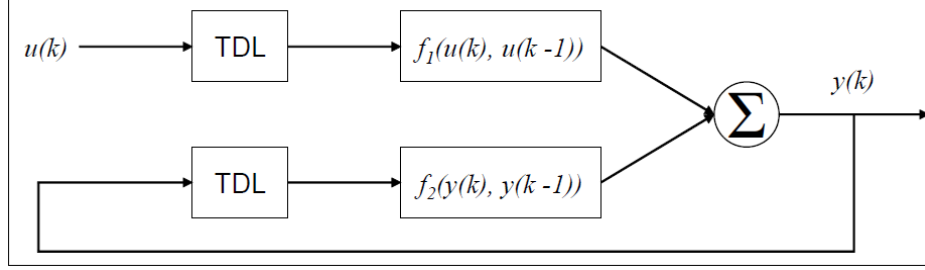 u(k)
TDL
f1(u(k), u(k -1))
y(k)
Σ
TDL
f2(y(k), y(k -1))